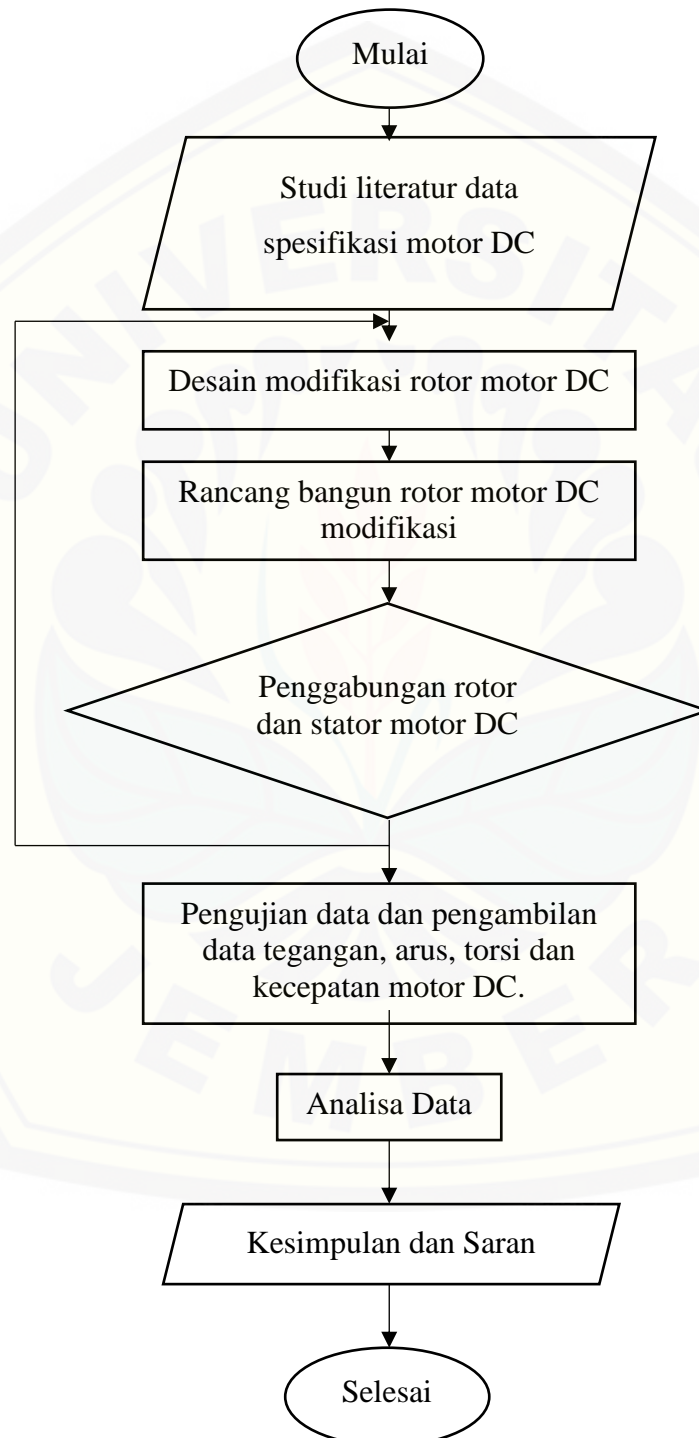 Mulai
Studi literatur data
spesifikasi motor DC
Desain modifikasi rotor motor DC
Rancang bangun rotor motor DC
modifikasi
Penggabungan rotor
dan stator motor DC
Pengujian data dan pengambilan
data tegangan, arus, torsi dan
kecepatan motor DC.
Analisa Data
Kesimpulan dan Saran
Selesai
UNIVERSITAS
JEMBER